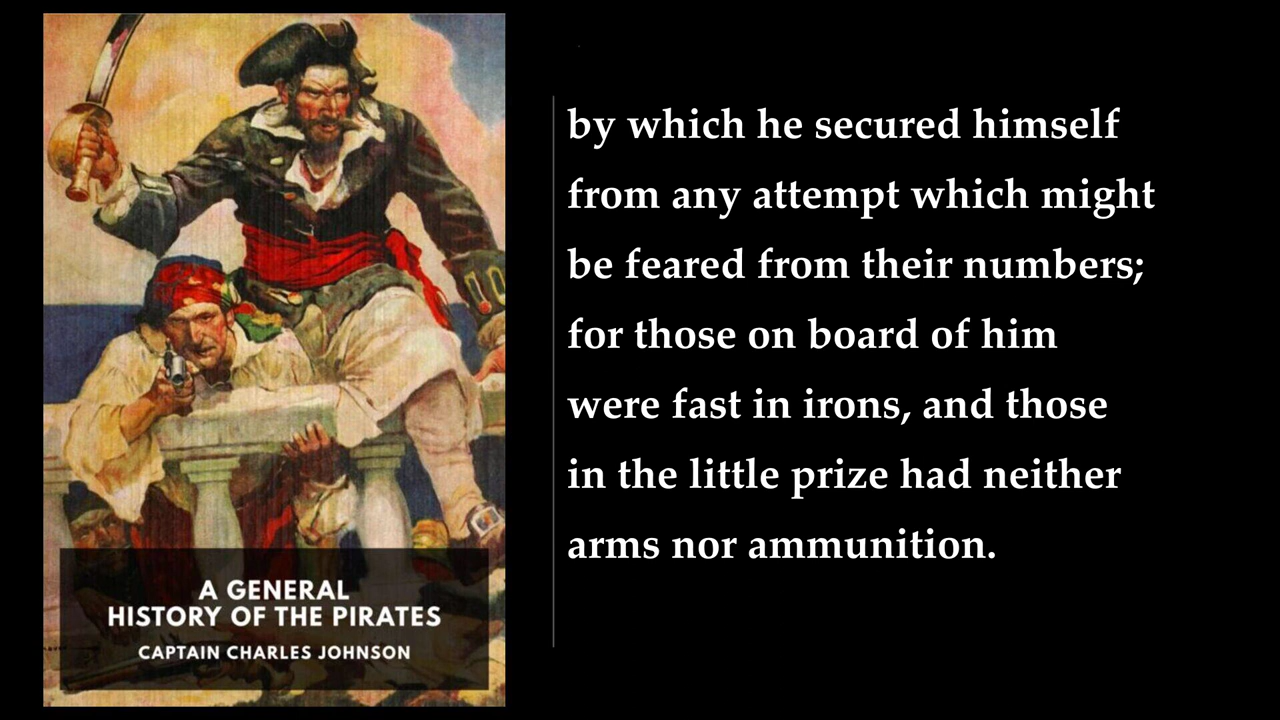 A GENERAL
HISTORY OF THE PIRATES
CAPTAIN CHARLES JOHNSON
by which he secured himself
from any attempt which might
be feared from their numbers;
for those on board of him
were fast in irons, and those
in the little prize had neither
arms nor ammunition.